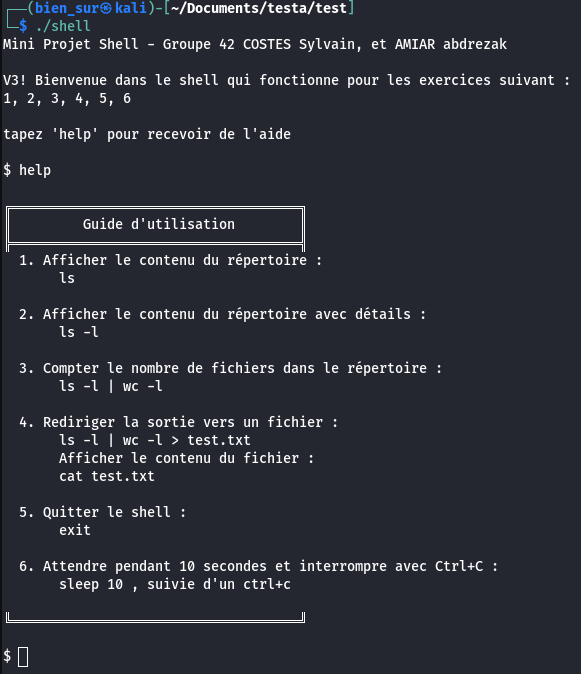 ┌──(bien_sur㉿kali)-[~/Documents/testa/test]
└─$ ./shell
Mini Projet Shell - Groupe 42 COSTES Sylvain, et AMIAR abdrezak
V3! Bienvenue dans le shell qui fonctionne pour les exercices suivant :
1, 2, 3, 4, 5, 6
tapez 'help' pour recevoir de l'aide
$ help
Guide d'utilisation
1. Afficher le contenu du répertoire :
ls
2. Afficher le contenu du répertoire avec détails :
ls -l
3. Compter le nombre de fichiers dans le répertoire :
ls -l | wc -l
4. Rediriger la sortie vers un fichier :
ls -l | wc -l > test.txt
Afficher le contenu du fichier :
cat test.txt
5. Quitter le shell :
exit
6. Attendre pendant 10 secondes et interrompre avec Ctrl+C :
sleep 10 , suivie d'un ctrl+c
$